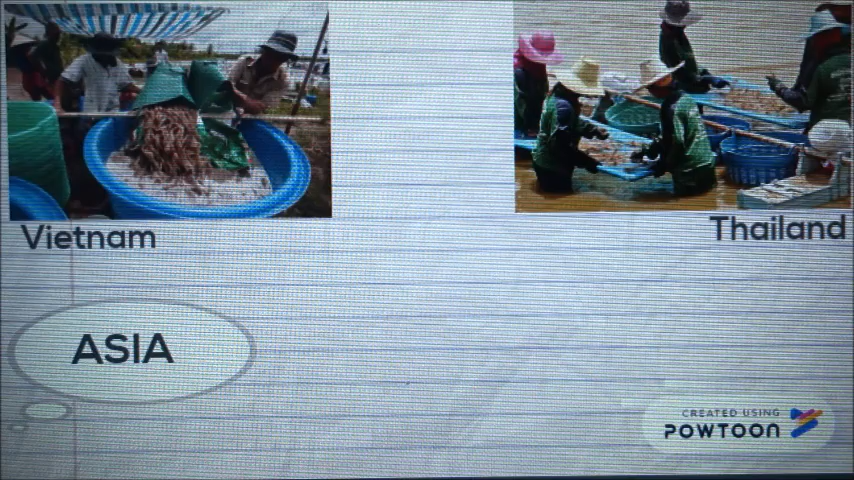 Vietnam
Thailand
ASIA
CREATED USING
POWTOON